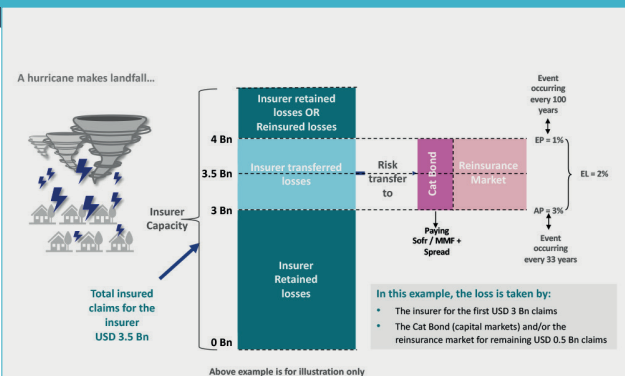 A hurricane makes landfall...
Insurer
Capacity
Total insured
claims for the
insurer
USD 3.5 Bn
4 Bn
3.5 Bn
3 Bn
0 Bn
Insurer retained
losses OR
Reinsured losses
Insurer transferred
losses
Insurer
Retained
losses
Risk
transfer
to
Cat Bond
Reinsurance
Market
Paying
Sofr / MMF +
Spread
Event
occurring
every 100
years
EP = 1%
EL = 2%
AP = 3%
Event
occurring
every 33 years
In this example, the loss is taken by:
• The insurer for the first USD 3 Bn claims
• The Cat Bond (capital markets) and/or the
reinsurance market for remaining USD 0.5 Bn claims
Above example is for illustration only